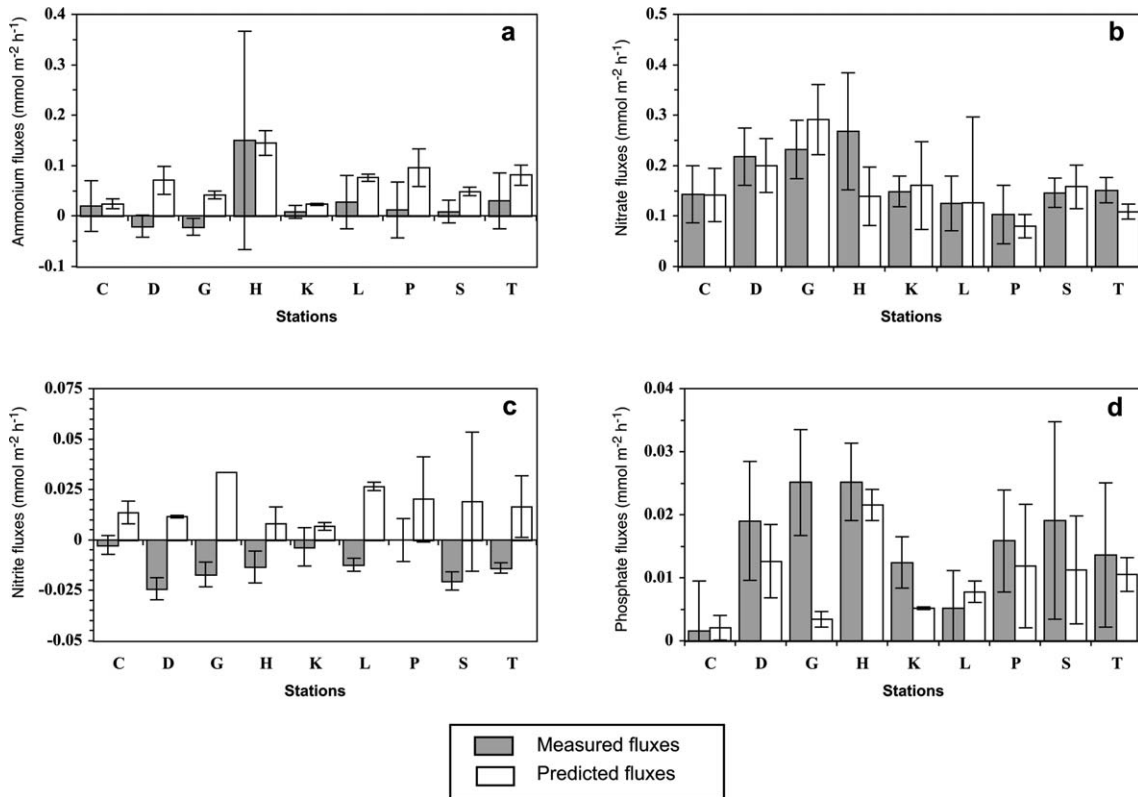 a
Ammonium fluxes (mmol m⁻² h⁻¹)
0.4
0.3
0.2
0.1
0
-0.1
C D G H K L P S T
Stations
b
Nitrate fluxes (mmol m⁻² h⁻¹)
0.5
0.4
0.3
0.2
0.1
0
C D G H K L P S T
Stations
c
Nitrite fluxes (mmol m⁻² h⁻¹)
0.075
0.05
0.025
0
-0.025
-0.05
C D G H K L P S T
Stations
d
Phosphate fluxes (mmol m⁻² h⁻¹)
0.04
0.03
0.02
0.01
0
C D G H K L P S T
Stations
Measured fluxes
Predicted fluxes